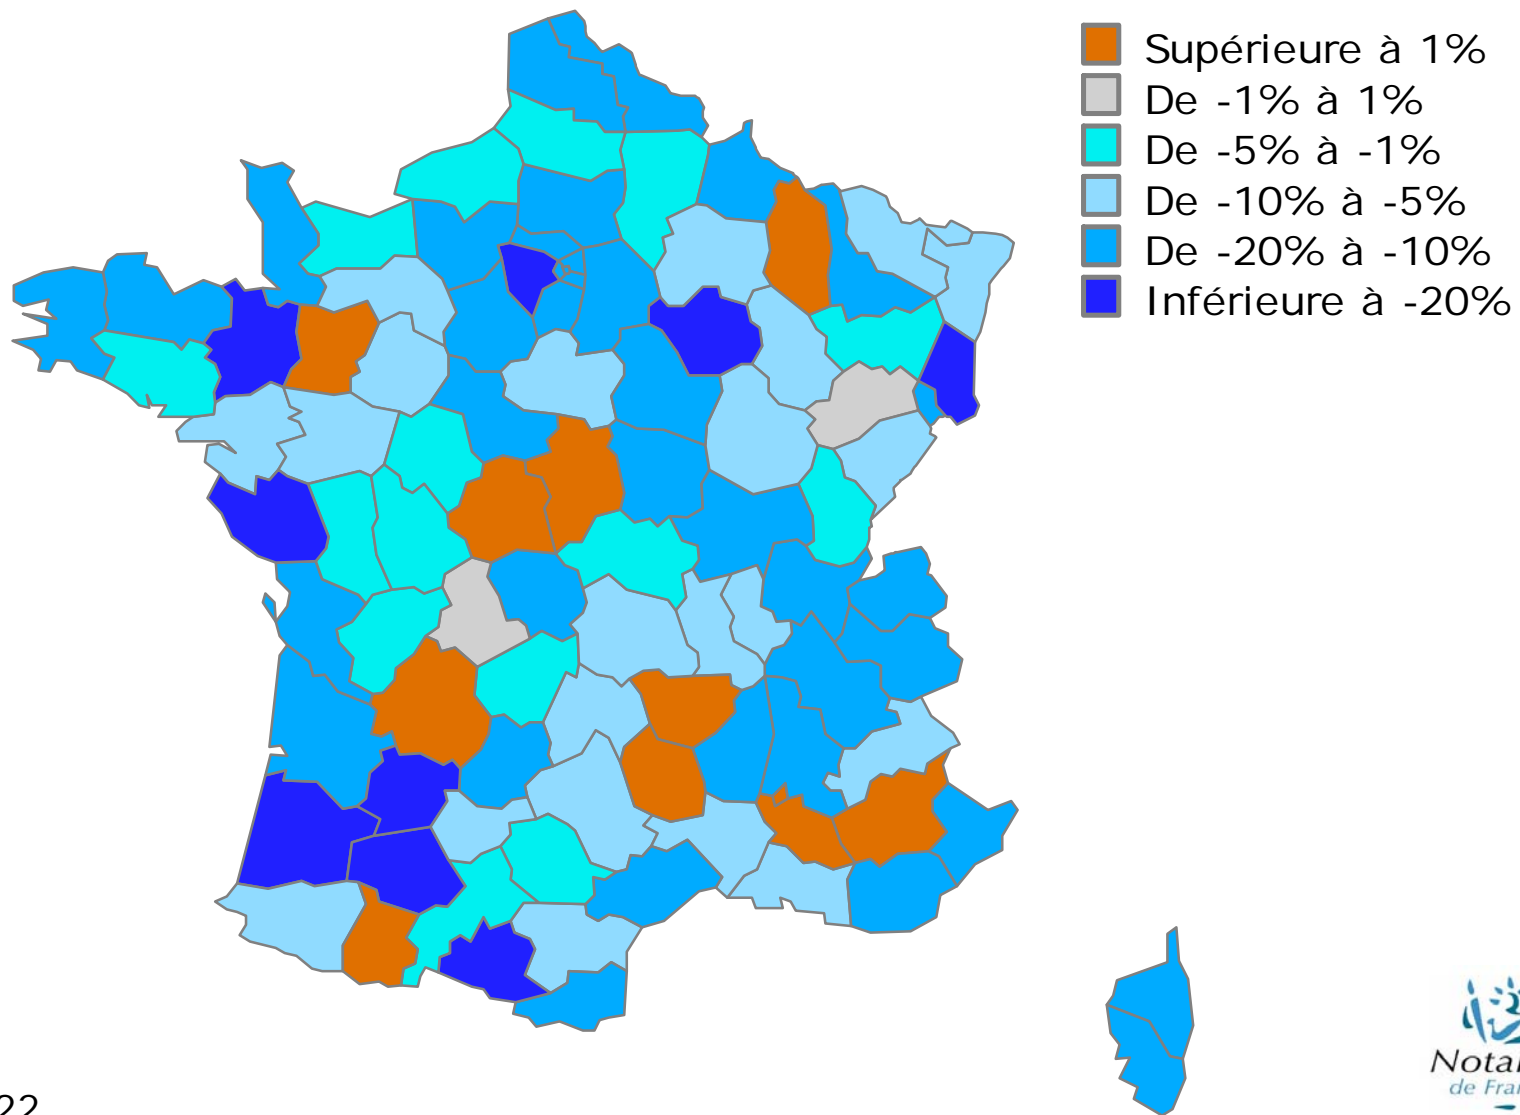 Supérieure à 1%
De -1% à 1%
De -5% à -1%
De -10% à -5%
De -20% à -10%
Inférieure à -20%
22